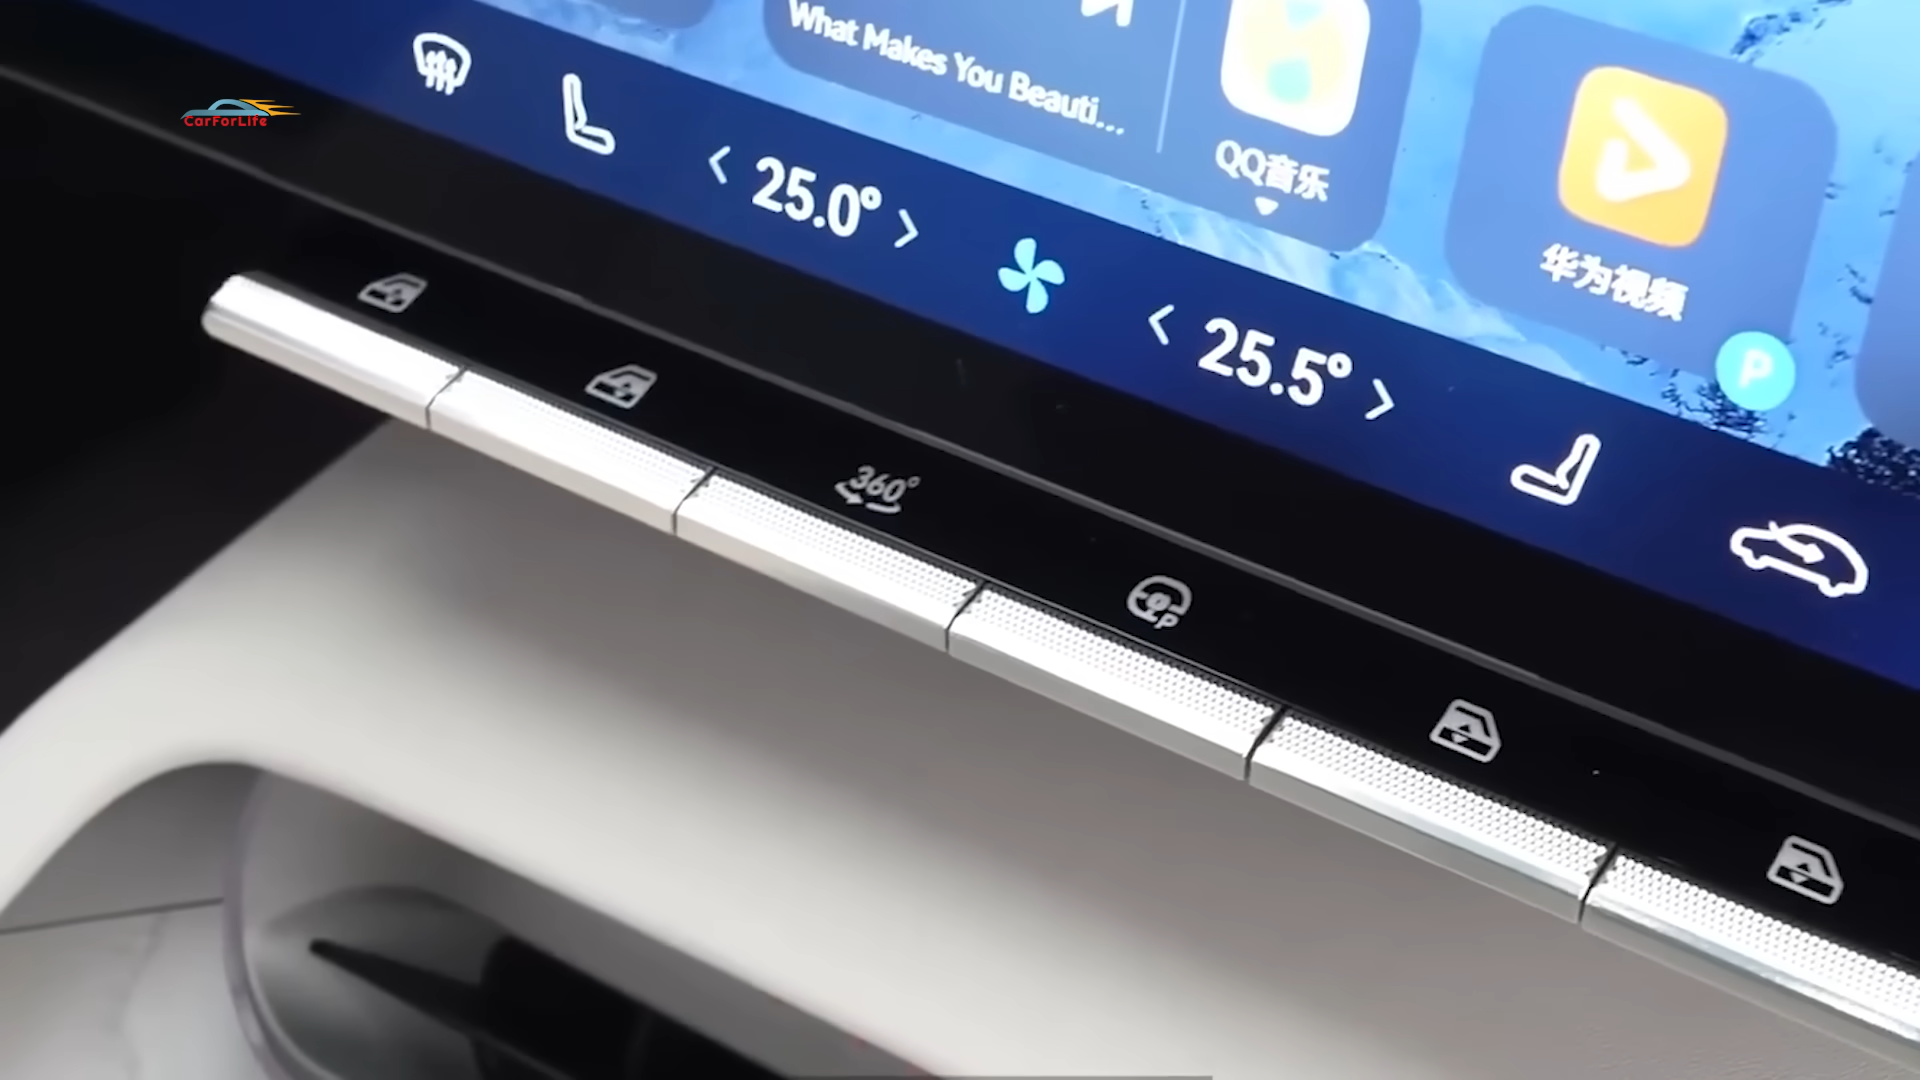 CarForLife
What Makes You Beauti...
QQ音乐
华为视频
P
25.0°
25.5°
360°
P